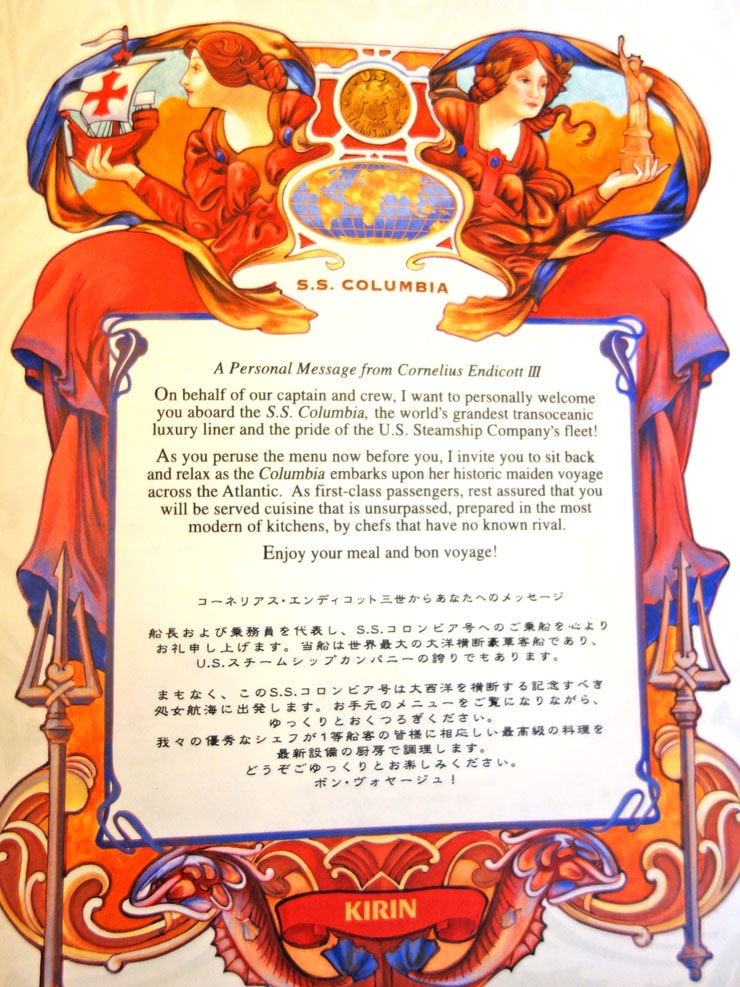 U.S.
STEAMSHIP
S.S. COLUMBIA
A Personal Message from Cornelius Endicott III
On behalf of our captain and crew, I want to personally welcome
you aboard the S.S. Columbia, the world's grandest transoceanic
luxury liner and the pride of the U.S. Steamship Company's fleet!
As you peruse the menu now before you, I invite you to sit back
and relax as the Columbia embarks upon her historic maiden voyage
across the Atlantic. As first-class passengers, rest assured that you
will be served cuisine that is unsurpassed, prepared in the most
modern of kitchens, by chefs that have no known rival.
Enjoy your meal and bon voyage!
コーネリアス・エンディコット三世からあなたへのメッセージ
船長および乗務員を代表し、S.S.コロンビア号へのご乗船を心より
お礼申し上げます。当船は世界最大の大洋横断豪華客船であり、
U.S.スチームシップカンパニーの誇りでもあります。
まもなく、このS.S.コロンビア号は大西洋を横断する記念すべき
処女航海に出発します。お手元のメニューをご覧になりながら、
ゆっくりとおくつろぎください。
我々の優秀なシェフが1等船客の皆様に相応しい最高級の料理を
最新設備の厨房で調理します。
どうぞごゆっくりとお楽しみください。
ボン・ヴォヤージュ！
KIRIN